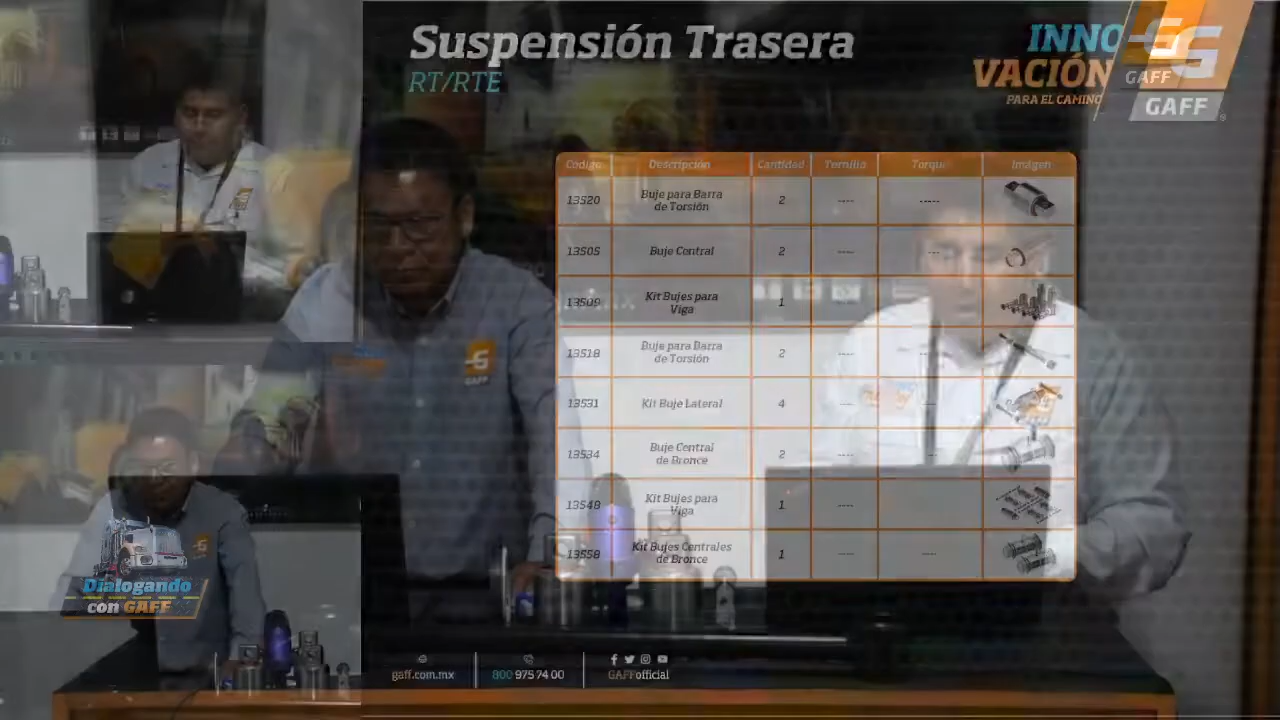 Suspensión Trasera
RT/RTE
INNO
VACIÓN
PARA EL CAMINO
GAFF
GAFF
Código Descripción Cantidad Tornillo Torque Imágen
13520 Buje para Barra de Torsión 2 ---- -----
13505 Buje Central 2 ---- ---
13509 Kit Bujes para Viga 1
13518 Buje para Barra de Torsión 2 ----
13531 Kit Buje Lateral 4 ----
13534 Buje Central de Bronce 2 ---- ---
13548 Kit Bujes para Viga 1 ----
13558 Kit Bujes Centrales de Bronce 1 ---- ----
GAFF
Dialogando
con GAFF
gaff.com.mx
800 975 74 00
GAFFofficial